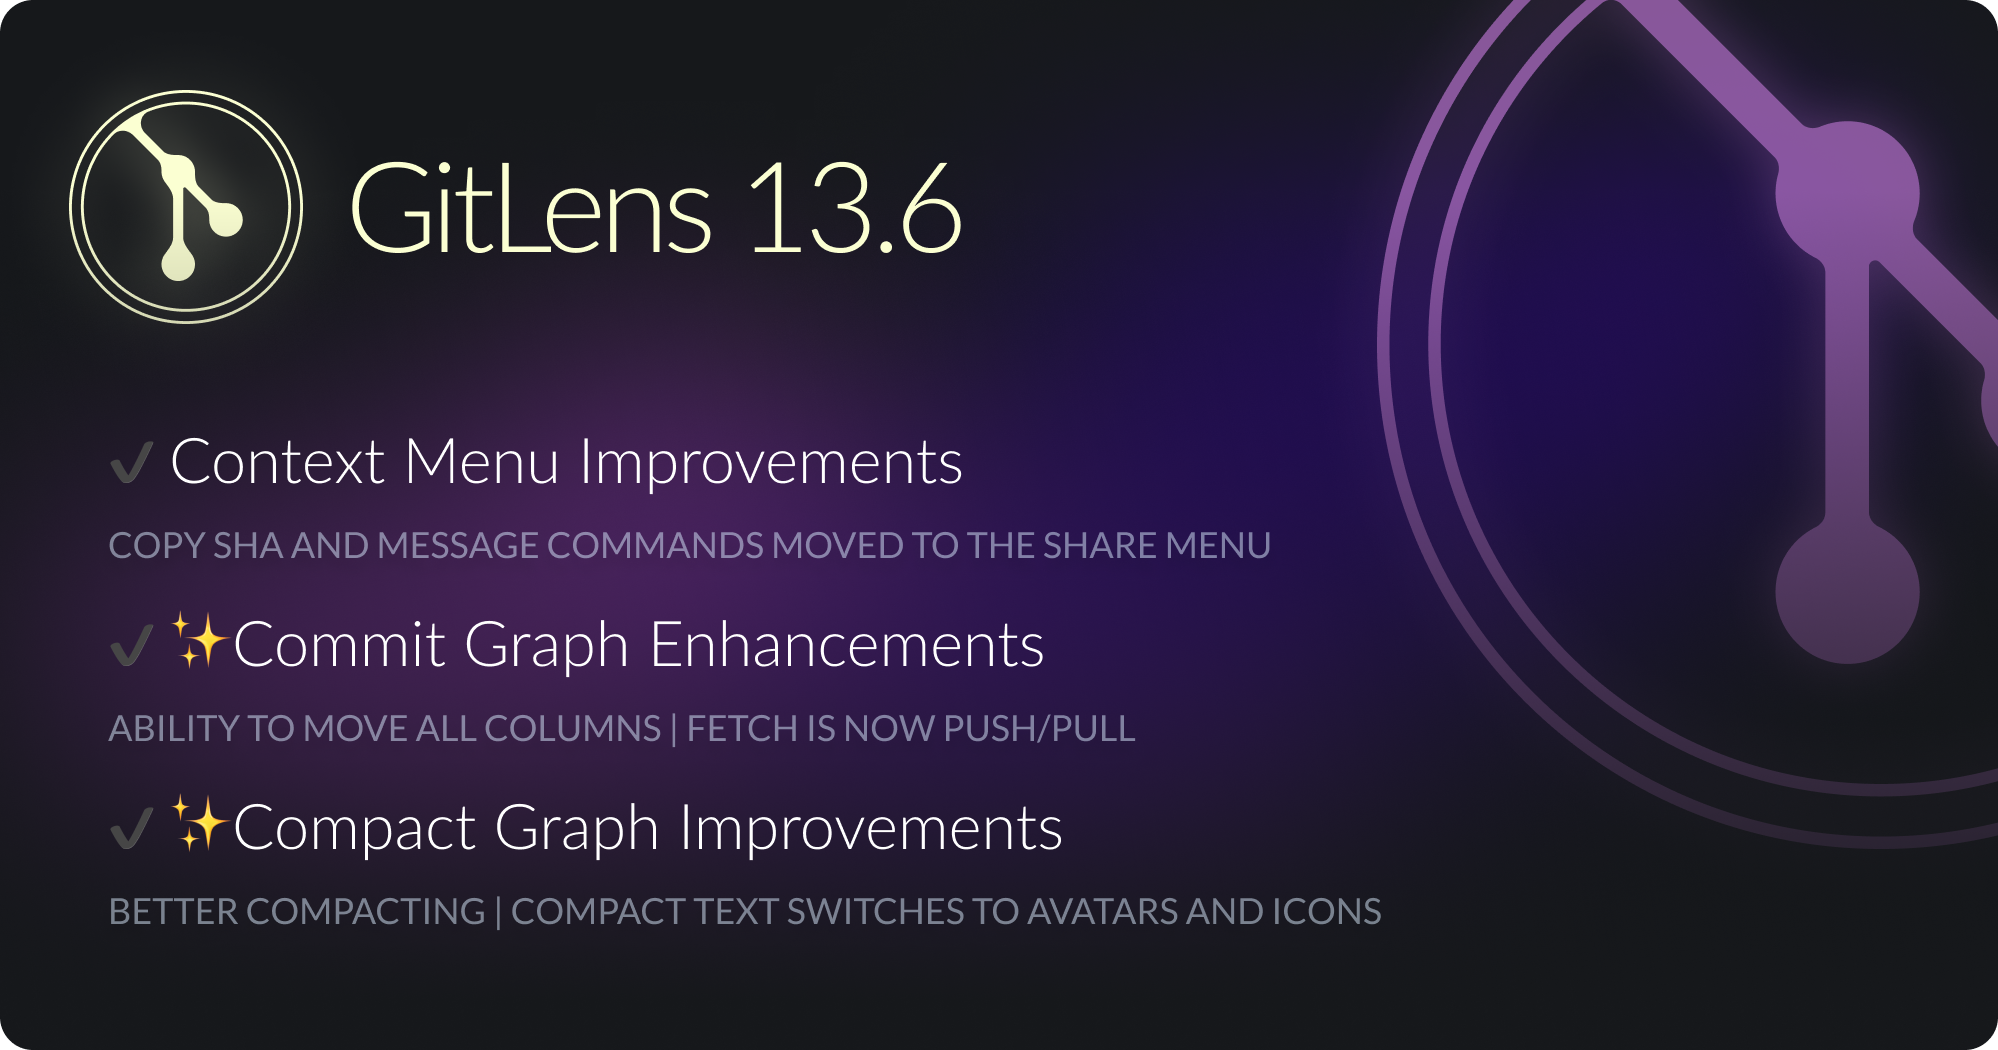 GitLens 13.6
✔ Context Menu Improvements
COPY SHA AND MESSAGE COMMANDS MOVED TO THE SHARE MENU
✔ ✨Commit Graph Enhancements
ABILITY TO MOVE ALL COLUMNS | FETCH IS NOW PUSH/PULL
✔ ✨Compact Graph Improvements
BETTER COMPACTING | COMPACT TEXT SWITCHES TO AVATARS AND ICONS